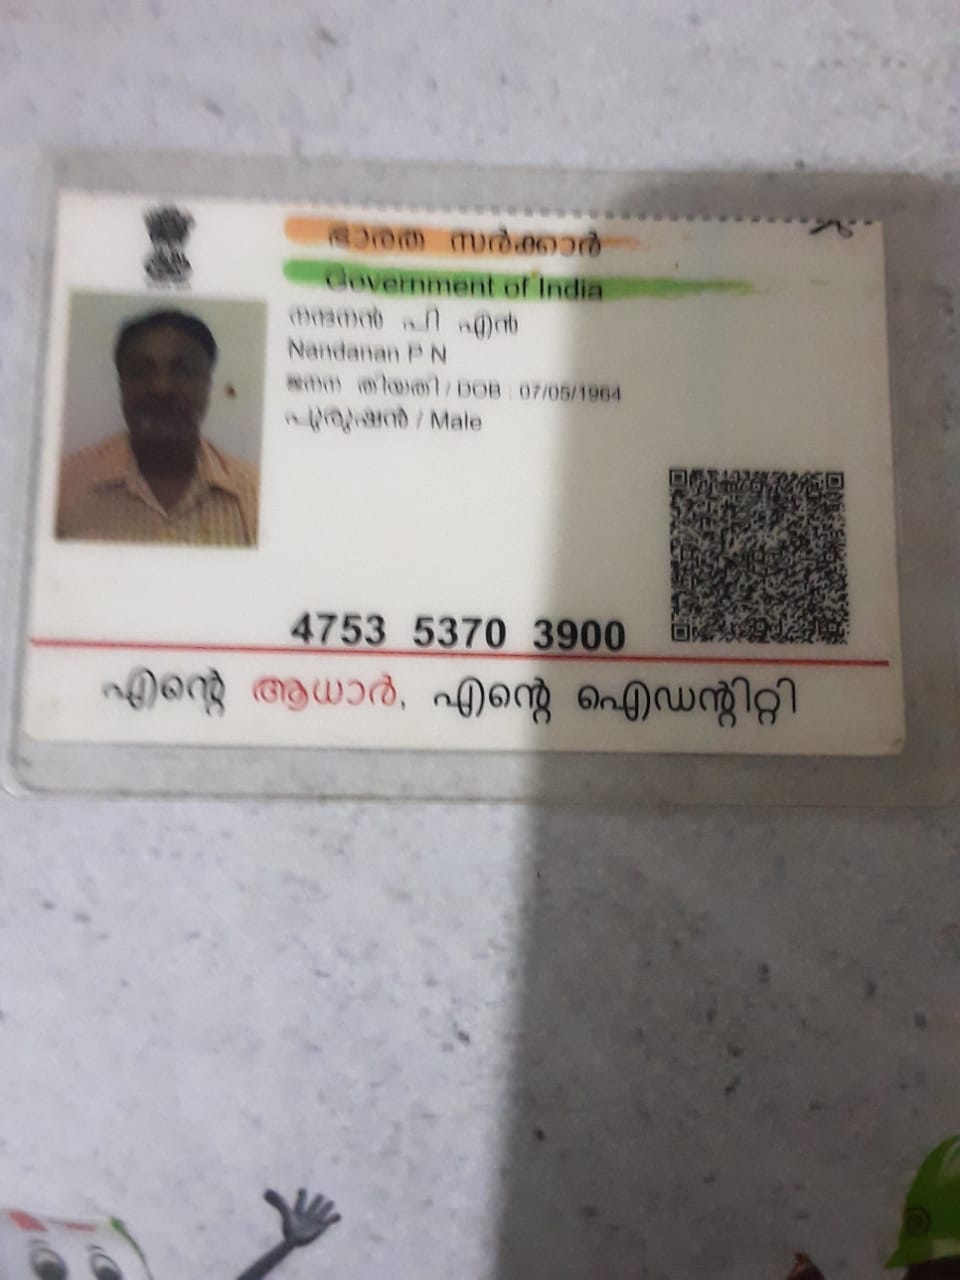 ഭാരത സർക്കാർ
Government of India
നന്ദനൻ പി എൻ
Nandanan P N
ജനന തിയതി / DOB : 07/05/1964
പുരുഷൻ / Male
4753 5370 3900
എന്റെ ആധാർ, എന്റെ ഐഡന്റിറ്റി